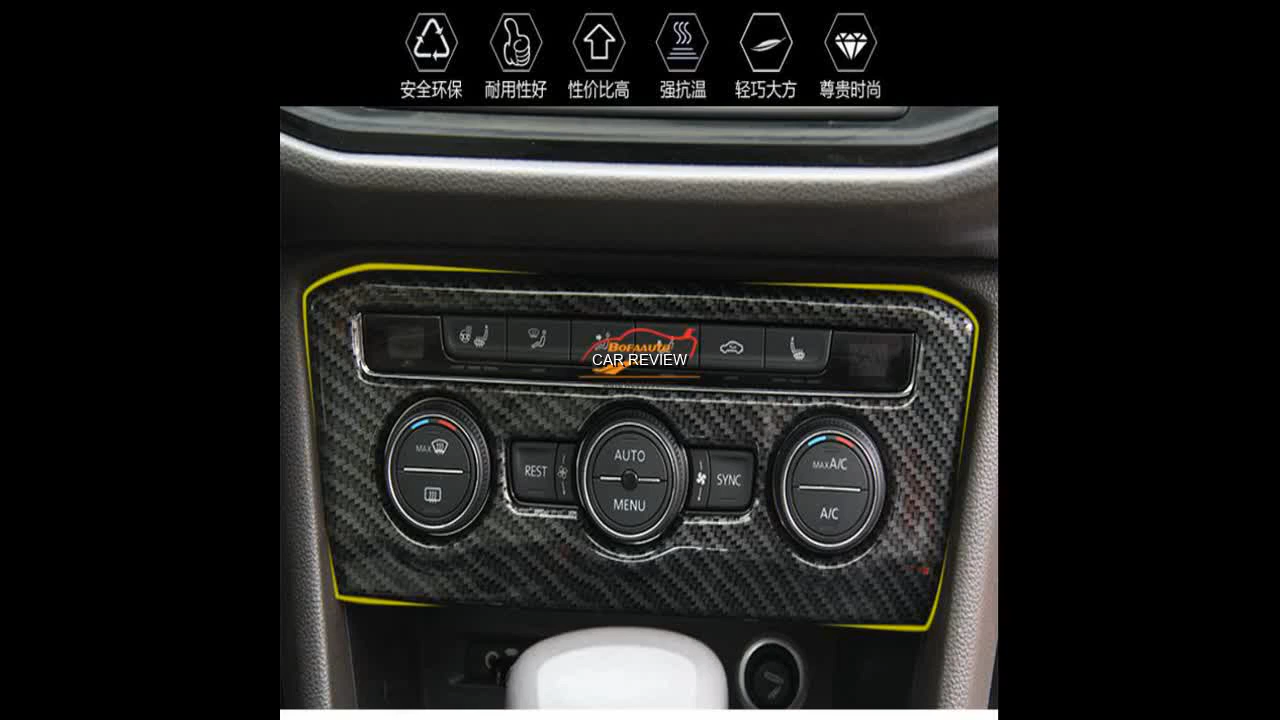 安全环保 耐用性好 性价比高 强抗温 轻巧大方 尊贵时尚
BOFAAUTO
CAR REVIEW
MAX
REST
AUTO
MENU
SYNC
MAX A/C
A/C